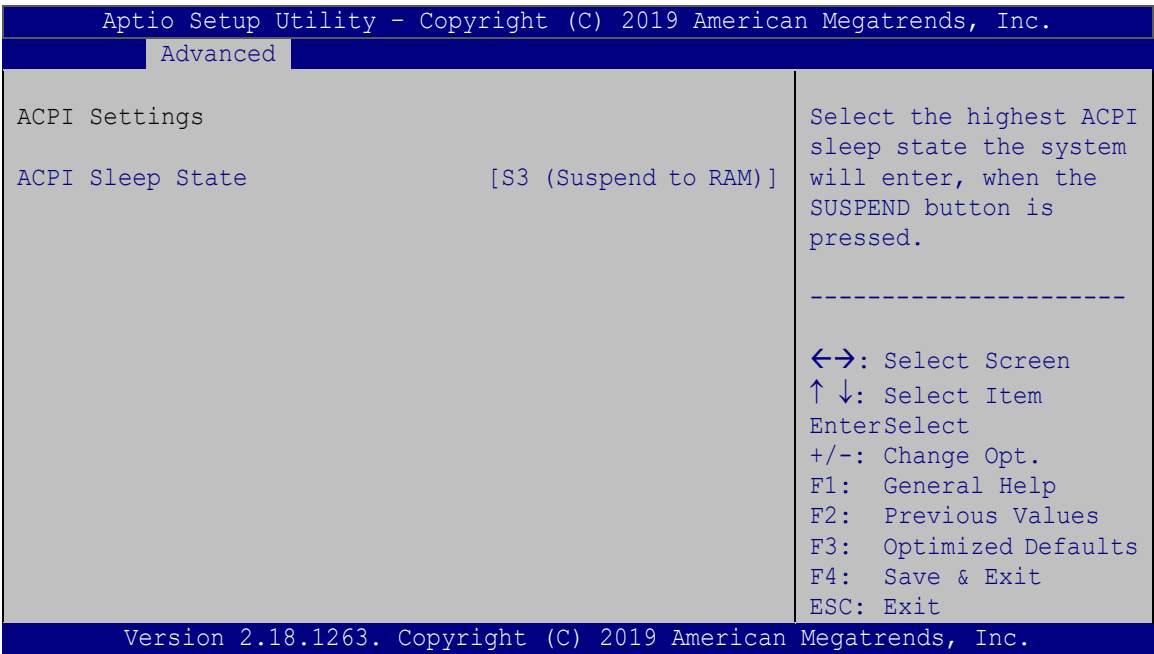 Aptio Setup Utility – Copyright (C) 2019 American Megatrends, Inc.
Advanced
ACPI Settings
ACPI Sleep State [S3 (Suspend to RAM)]
Select the highest ACPI
sleep state the system
will enter, when the
SUSPEND button is
pressed.
----------------------
←→: Select Screen
↑ ↓: Select Item
EnterSelect
+/-: Change Opt.
F1: General Help
F2: Previous Values
F3: Optimized Defaults
F4: Save & Exit
ESC: Exit
Version 2.18.1263. Copyright (C) 2019 American Megatrends, Inc.